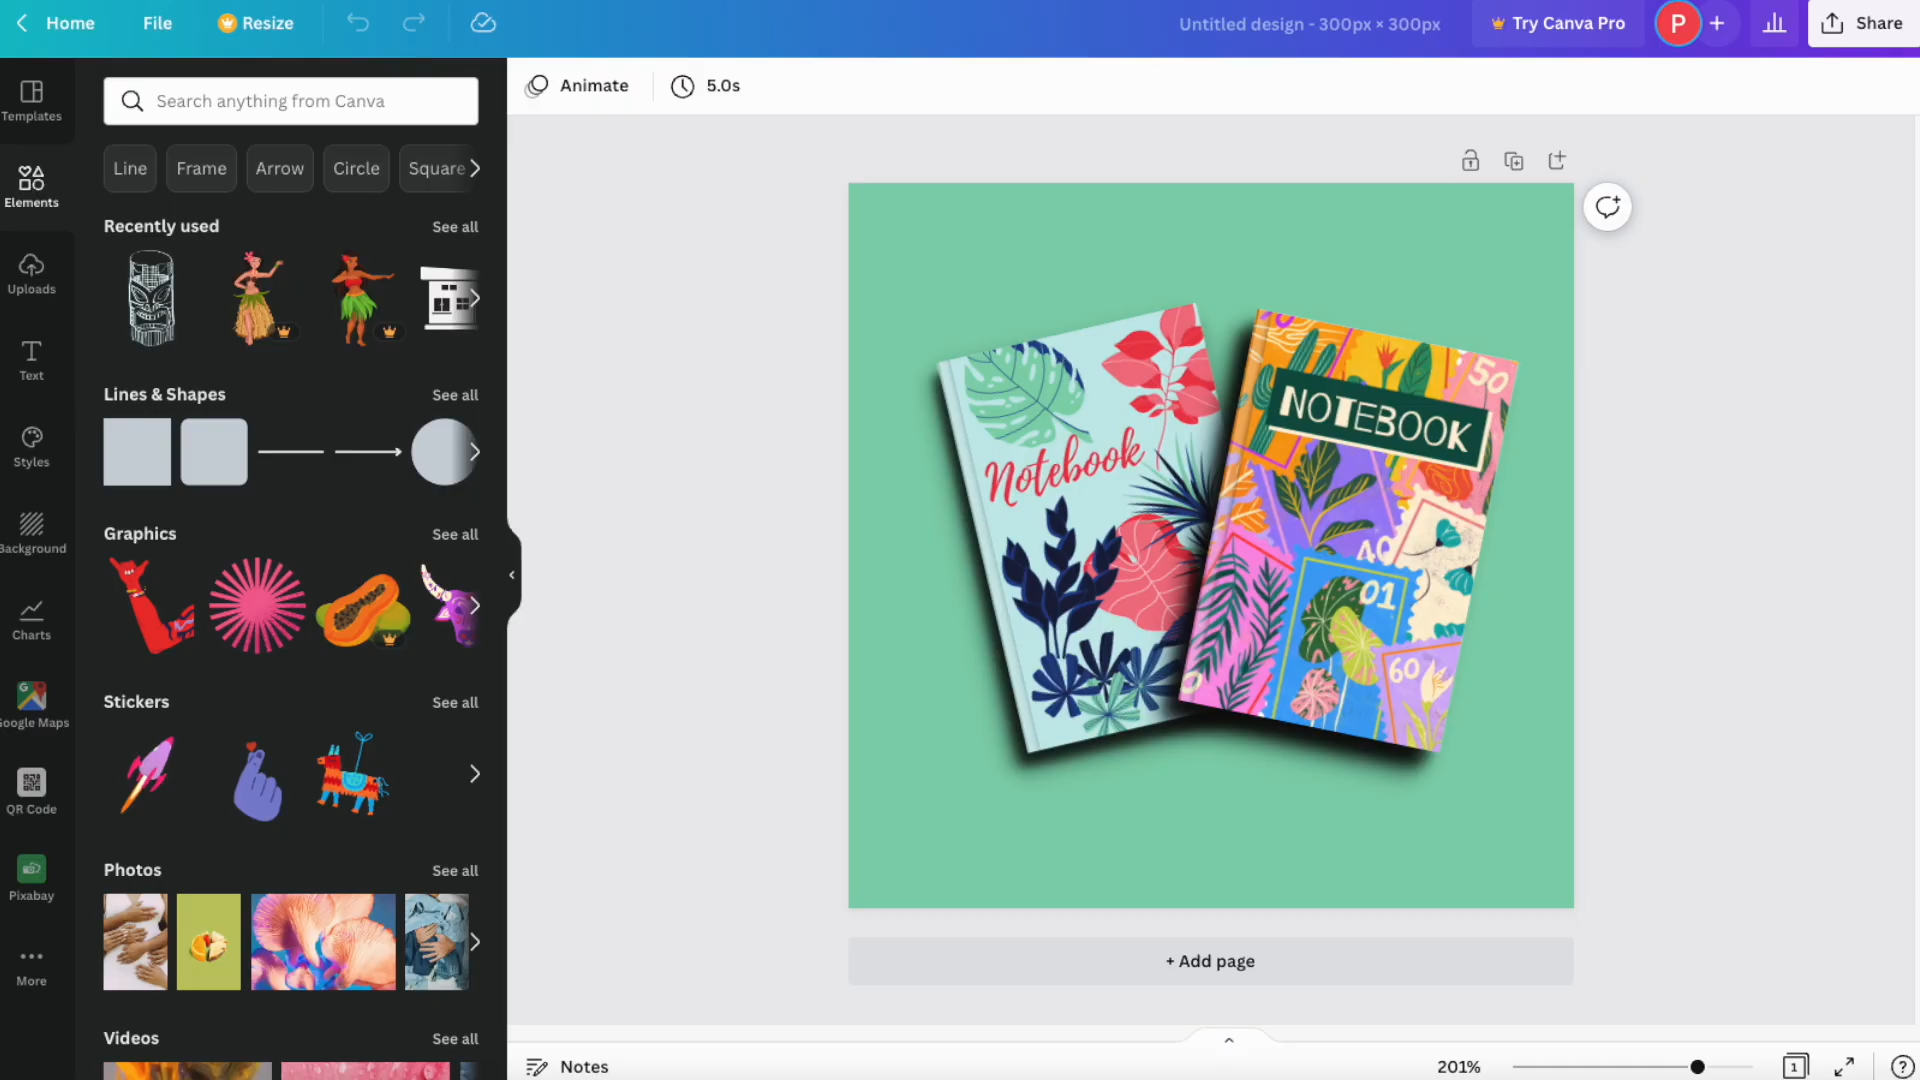 Home
File
Resize
Untitled design - 300px × 300px
Try Canva Pro
P
+
Share
Templates
Elements
Uploads
Text
Styles
Background
Charts
Google Maps
QR Code
Pixabay
More
Search anything from Canva
Line
Frame
Arrow
Circle
Square
Recently used
See all
Lines & Shapes
See all
Graphics
See all
Stickers
See all
Photos
See all
Videos
See all
Animate
5.0s
Notebook
NOTEBOOK
50
40
01
60
+ Add page
Notes
201%
1
?